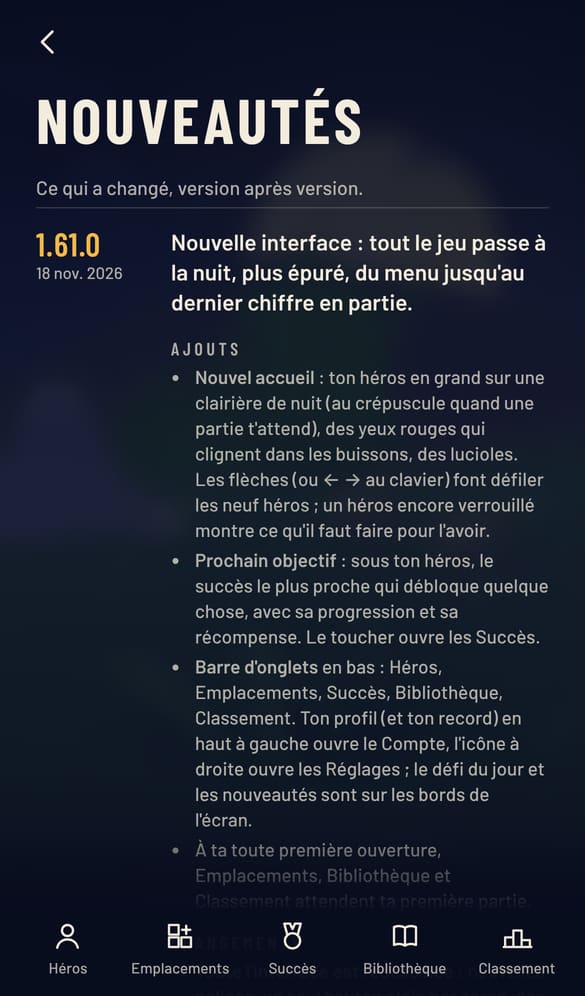 NOUVEAUTÉS
Ce qui a changé, version après version.
1.61.0
18 nov. 2026
Nouvelle interface : tout le jeu passe à
la nuit, plus épuré, du menu jusqu'au
dernier chiffre en partie.
AJOUTS
• Nouvel accueil : ton héros en grand sur une
clairière de nuit (au crépuscule quand une
partie t'attend), des yeux rouges qui
clignent dans les buissons, des lucioles.
Les flèches (ou ← → au clavier) font défiler
les neuf héros ; un héros encore verrouillé
montre ce qu'il faut faire pour l'avoir.
• Prochain objectif : sous ton héros, le
succès le plus proche qui débloque quelque
chose, avec sa progression et sa
récompense. Le toucher ouvre les Succès.
• Barre d'onglets en bas : Héros,
Emplacements, Succès, Bibliothèque,
Classement. Ton profil (et ton record) en
haut à gauche ouvre le Compte, l'icône à
droite ouvre les Réglages ; le défi du jour et
les nouveautés sont sur les bords de
l'écran.
• À ta toute première ouverture,
Emplacements, Bibliothèque et
Classement attendent ta première partie.
Héros
Emplacements
Succès
Bibliothèque
Classement